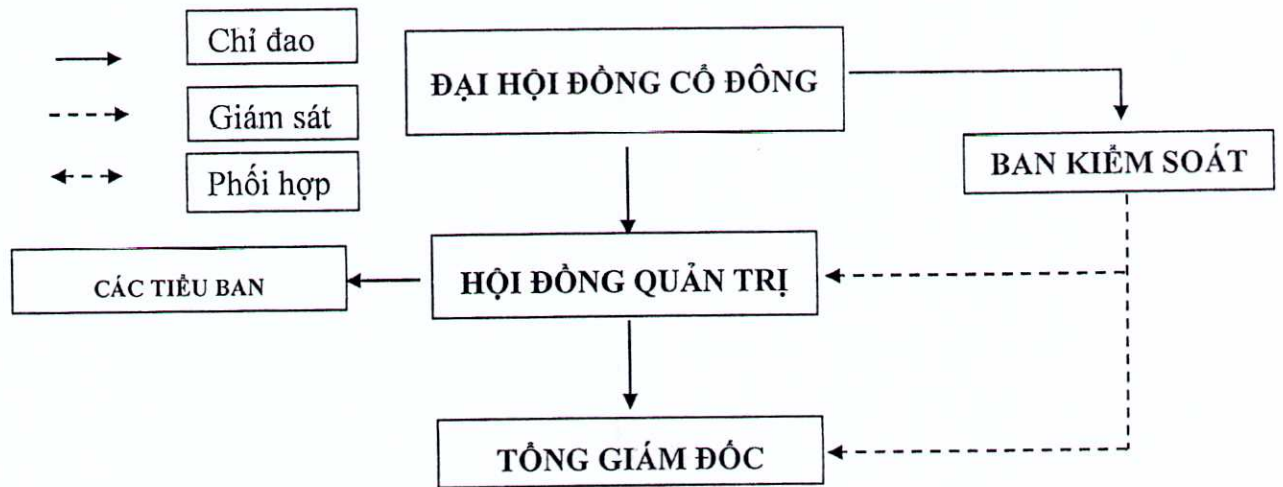 Chỉ đao
Giám sát
Phối hợp
ĐẠI HỘI ĐỒNG CỔ ĐÔNG
BAN KIỂM SOÁT
CÁC TIỂU BAN
HỘI ĐỒNG QUẢN TRỊ
TỔNG GIÁM ĐỐC